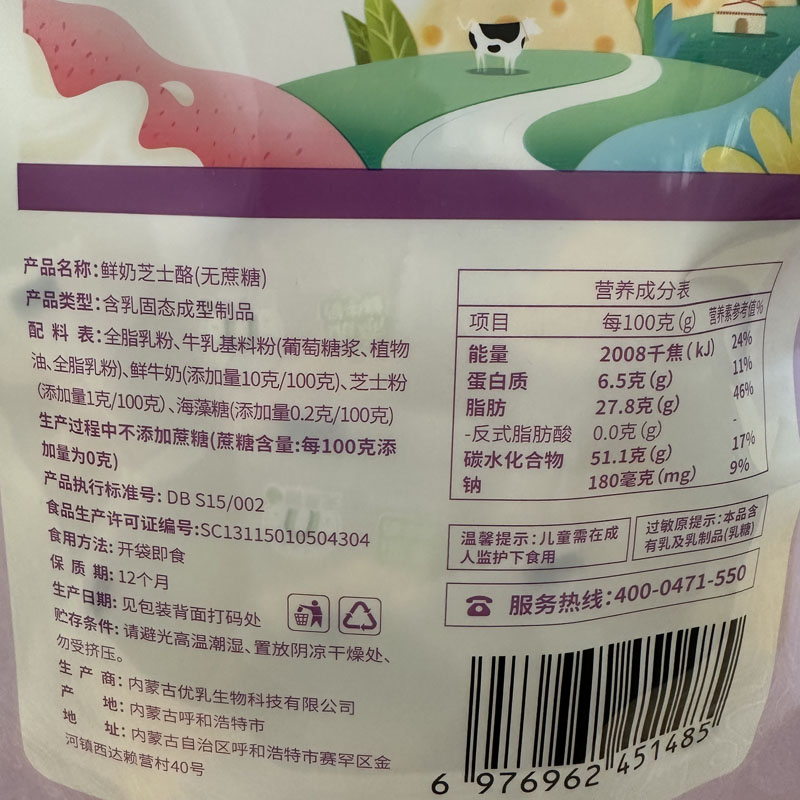 产品名称:鲜奶芝士酪(无蔗糖)
产品类型:含乳固态成型制品
配 料 表:全脂乳粉、牛乳基料粉(葡萄糖浆、植物
油、全脂乳粉)、鲜牛奶(添加量10克/100克)、芝士粉
(添加量1克/100克)、海藻糖(添加量0.2克/100克)
生产过程中不添加蔗糖(蔗糖含量:每100克添
加量为0克)
产品执行标准号: DB S15/002
食品生产许可证编号:SC13115010504304
食用方法: 开袋即食
保 质 期: 12个月
生产日期: 见包装背面打码处
贮存条件: 请避光高温潮湿、置放阴凉干燥处、
勿受挤压。
生 产 商: 内蒙古优乳生物科技有限公司
产 地: 内蒙古呼和浩特市
地 址: 内蒙古自治区呼和浩特市赛罕区金
河镇西达赖营村40号
营养成分表
项目 每100克(g) 营养素参考值%
能量 2008千焦(kJ) 24%
蛋白质 6.5克(g) 11%
脂肪 27.8克(g) 46%
-反式脂肪酸 0.0克(g) -
碳水化合物 51.1克(g) 17%
钠 180毫克(mg) 9%
温馨提示:儿童需在成
人监护下食用
过敏原提示:本品含
有乳及乳制品(乳糖)
服务热线:400-0471-550
6 976962 451485